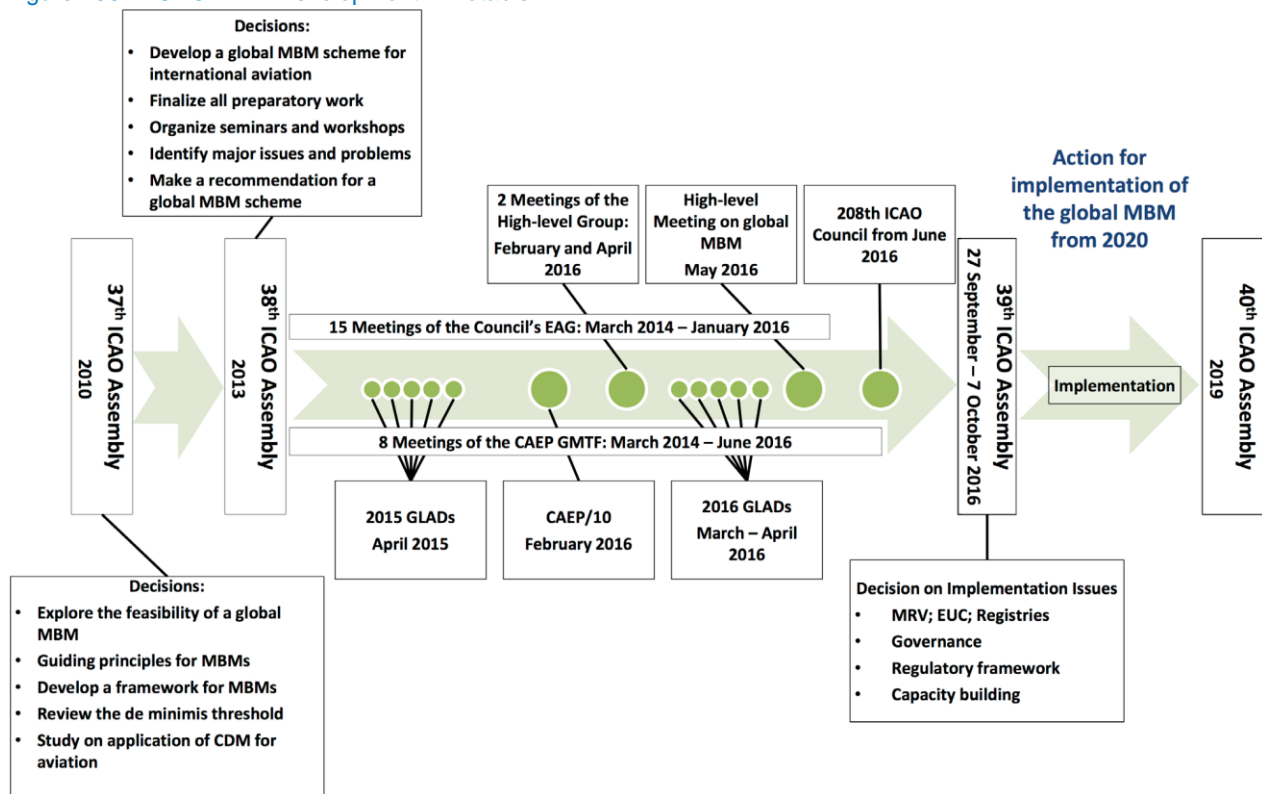 Decisions:
• Develop a global MBM scheme for
international aviation
• Finalize all preparatory work
• Organize seminars and workshops
• Identify major issues and problems
• Make a recommendation for a
global MBM scheme
2 Meetings of the
High-level Group:
February and April
2016
High-level
Meeting on global
MBM
May 2016
208th ICAO
Council from June
2016
Action for
implementation of
the global MBM
from 2020
37th ICAO Assembly
2010
38th ICAO Assembly
2013
15 Meetings of the Council's EAG: March 2014 – January 2016
8 Meetings of the CAEP GMTF: March 2014 – June 2016
39th ICAO Assembly
27 September – 7 October 2016
Implementation
40th ICAO Assembly
2019
2015 GLADs
April 2015
CAEP/10
February 2016
2016 GLADs
March – April
2016
Decisions:
• Explore the feasibility of a global
MBM
• Guiding principles for MBMs
• Develop a framework for MBMs
• Review the de minimis threshold
• Study on application of CDM for
aviation
Decision on Implementation Issues
• MRV; EUC; Registries
• Governance
• Regulatory framework
• Capacity building